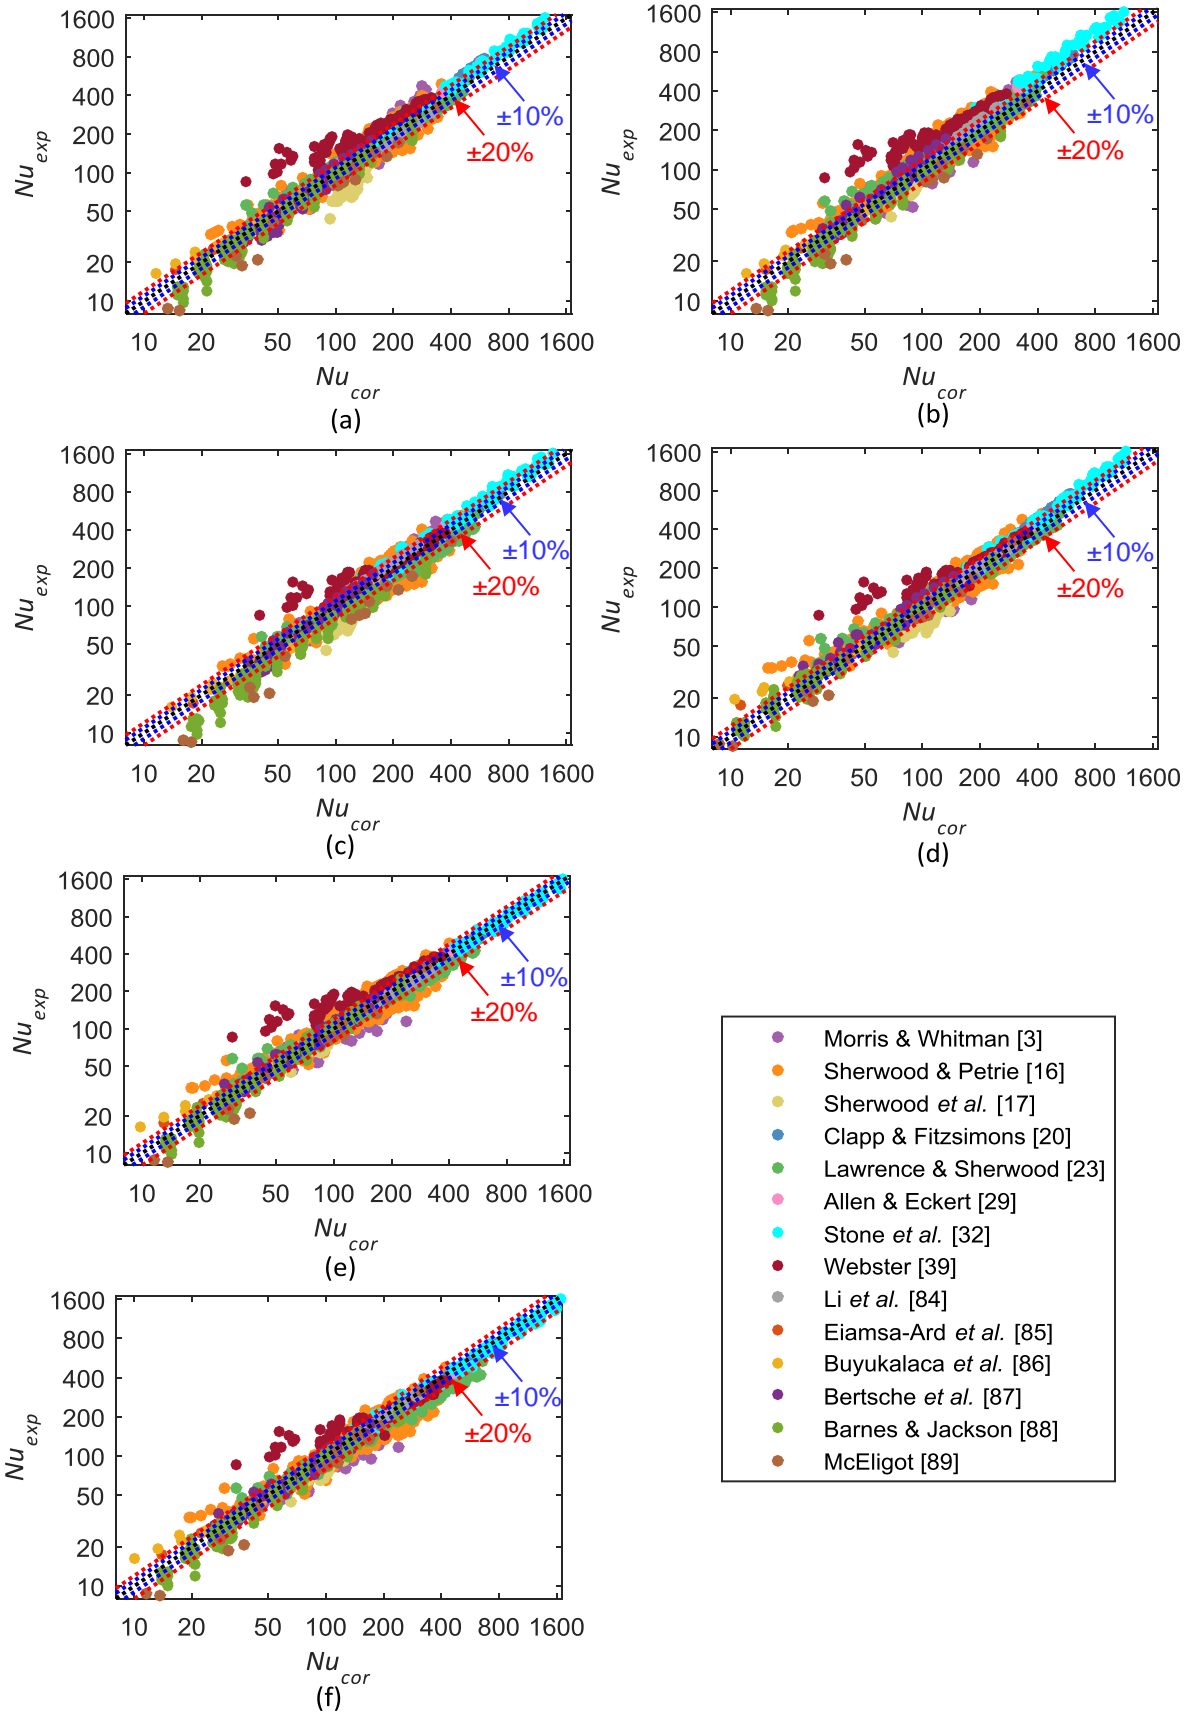 1600
800
400
200
100
50
20
10
Nu_exp
±10%
±20%
10 20 50 100 200 400 800 1600
Nu_cor
(a)
1600
800
400
200
100
50
20
10
Nu_exp
±10%
±20%
10 20 50 100 200 400 800 1600
Nu_cor
(b)
1600
800
400
200
100
50
20
10
Nu_exp
±10%
±20%
10 20 50 100 200 400 800 1600
Nu_cor
(c)
1600
800
400
200
100
50
20
10
Nu_exp
±10%
±20%
10 20 50 100 200 400 800 1600
Nu_cor
(d)
1600
800
400
200
100
50
20
10
Nu_exp
±10%
±20%
10 20 50 100 200 400 800 1600
Nu_cor
(e)
Morris & Whitman [3]
Sherwood & Petrie [16]
Sherwood et al. [17]
Clapp & Fitzsimons [20]
Lawrence & Sherwood [23]
Allen & Eckert [29]
Stone et al. [32]
Webster [39]
Li et al. [84]
Eiamsa-Ard et al. [85]
Buyukalaca et al. [86]
Bertsche et al. [87]
Barnes & Jackson [88]
McEligot [89]
1600
800
400
200
100
50
20
10
Nu_exp
±10%
±20%
10 20 50 100 200 400 800 1600
Nu_cor
(f)